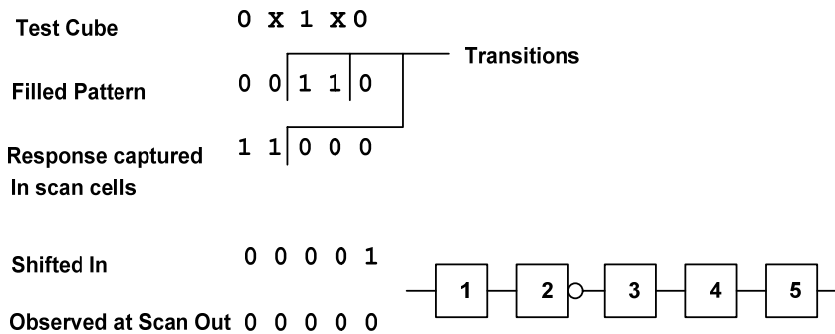 Test Cube 0 X 1 X 0
Transitions
Filled Pattern 0 0 1 1 0
Response captured 1 1 0 0 0
In scan cells
Shifted In 0 0 0 0 1
1 2 3 4 5
Observed at Scan Out 0 0 0 0 0